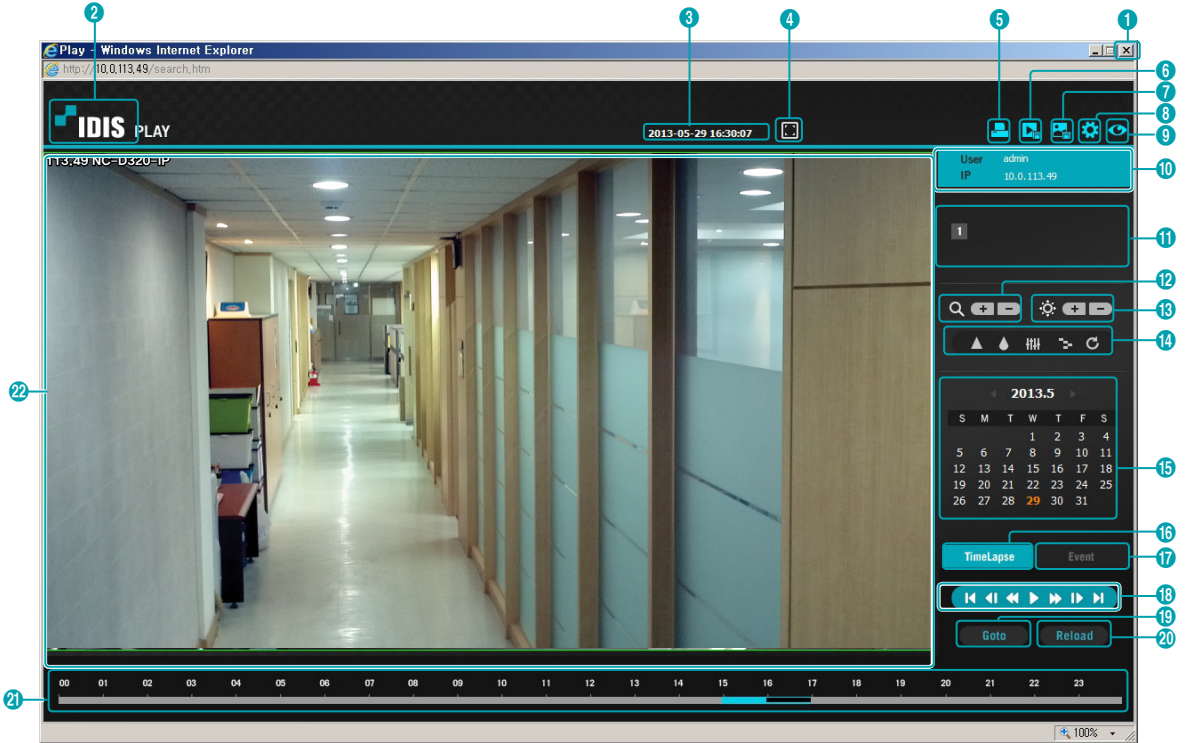 2
3
4
5
1
Play - Windows Internet Explorer
http://10.0.113.49/search.htm
6
7
8
9
IDIS PLAY
2013-05-29 16:30:07
113.49 NC-D320-IP
User admin
IP 10.0.113.49
10
1
11
12
13
14
22
2013.5
S M T W T F S
1 2 3 4
5 6 7 8 9 10 11
12 13 14 15 16 17 18
19 20 21 22 23 24 25
26 27 28 29 30 31
15
16
TimeLapse Event
17
18
19
Goto Reload
20
00 01 02 03 04 05 06 07 08 09 10 11 12 13 14 15 16 17 18 19 20 21 22 23
21
100%